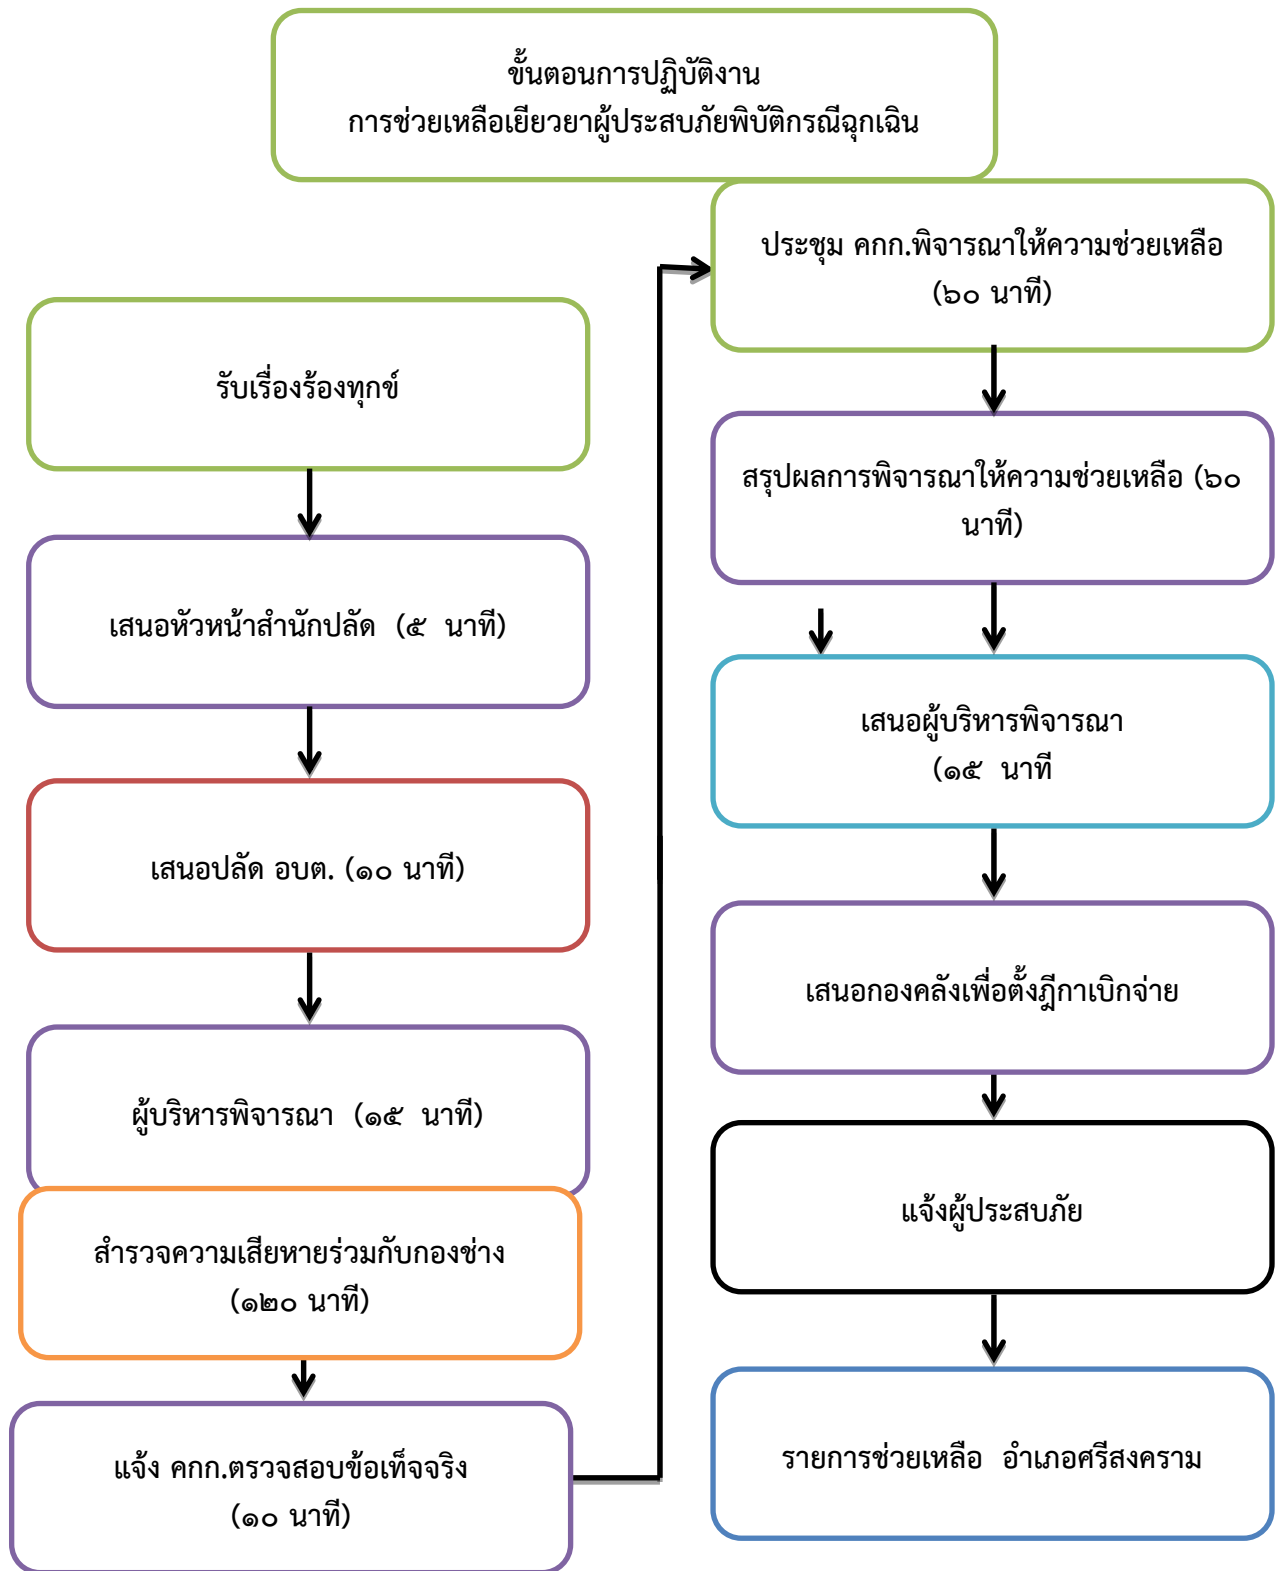 ขั้นตอนการปฏิบัติงาน
การช่วยเหลือเยียวยาผู้ประสบภัยพิบัติกรณีฉุกเฉิน
รับเรื่องร้องทุกข์
เสนอหัวหน้าสำนักปลัด (๕ นาที)
เสนอปลัด อบต. (๑๐ นาที)
ผู้บริหารพิจารณา (๑๕ นาที)
สำรวจความเสียหายร่วมกับกองช่าง
(๑๒๐ นาที)
แจ้ง คกก.ตรวจสอบข้อเท็จจริง
(๑๐ นาที)
ประชุม คกก.พิจารณาให้ความช่วยเหลือ
(๖๐ นาที)
สรุปผลการพิจารณาให้ความช่วยเหลือ (๖๐
นาที)
เสนอผู้บริหารพิจารณา
(๑๕ นาที
เสนอกองคลังเพื่อตั้งฎีกาเบิกจ่าย
แจ้งผู้ประสบภัย
รายการช่วยเหลือ อำเภอศรีสงคราม